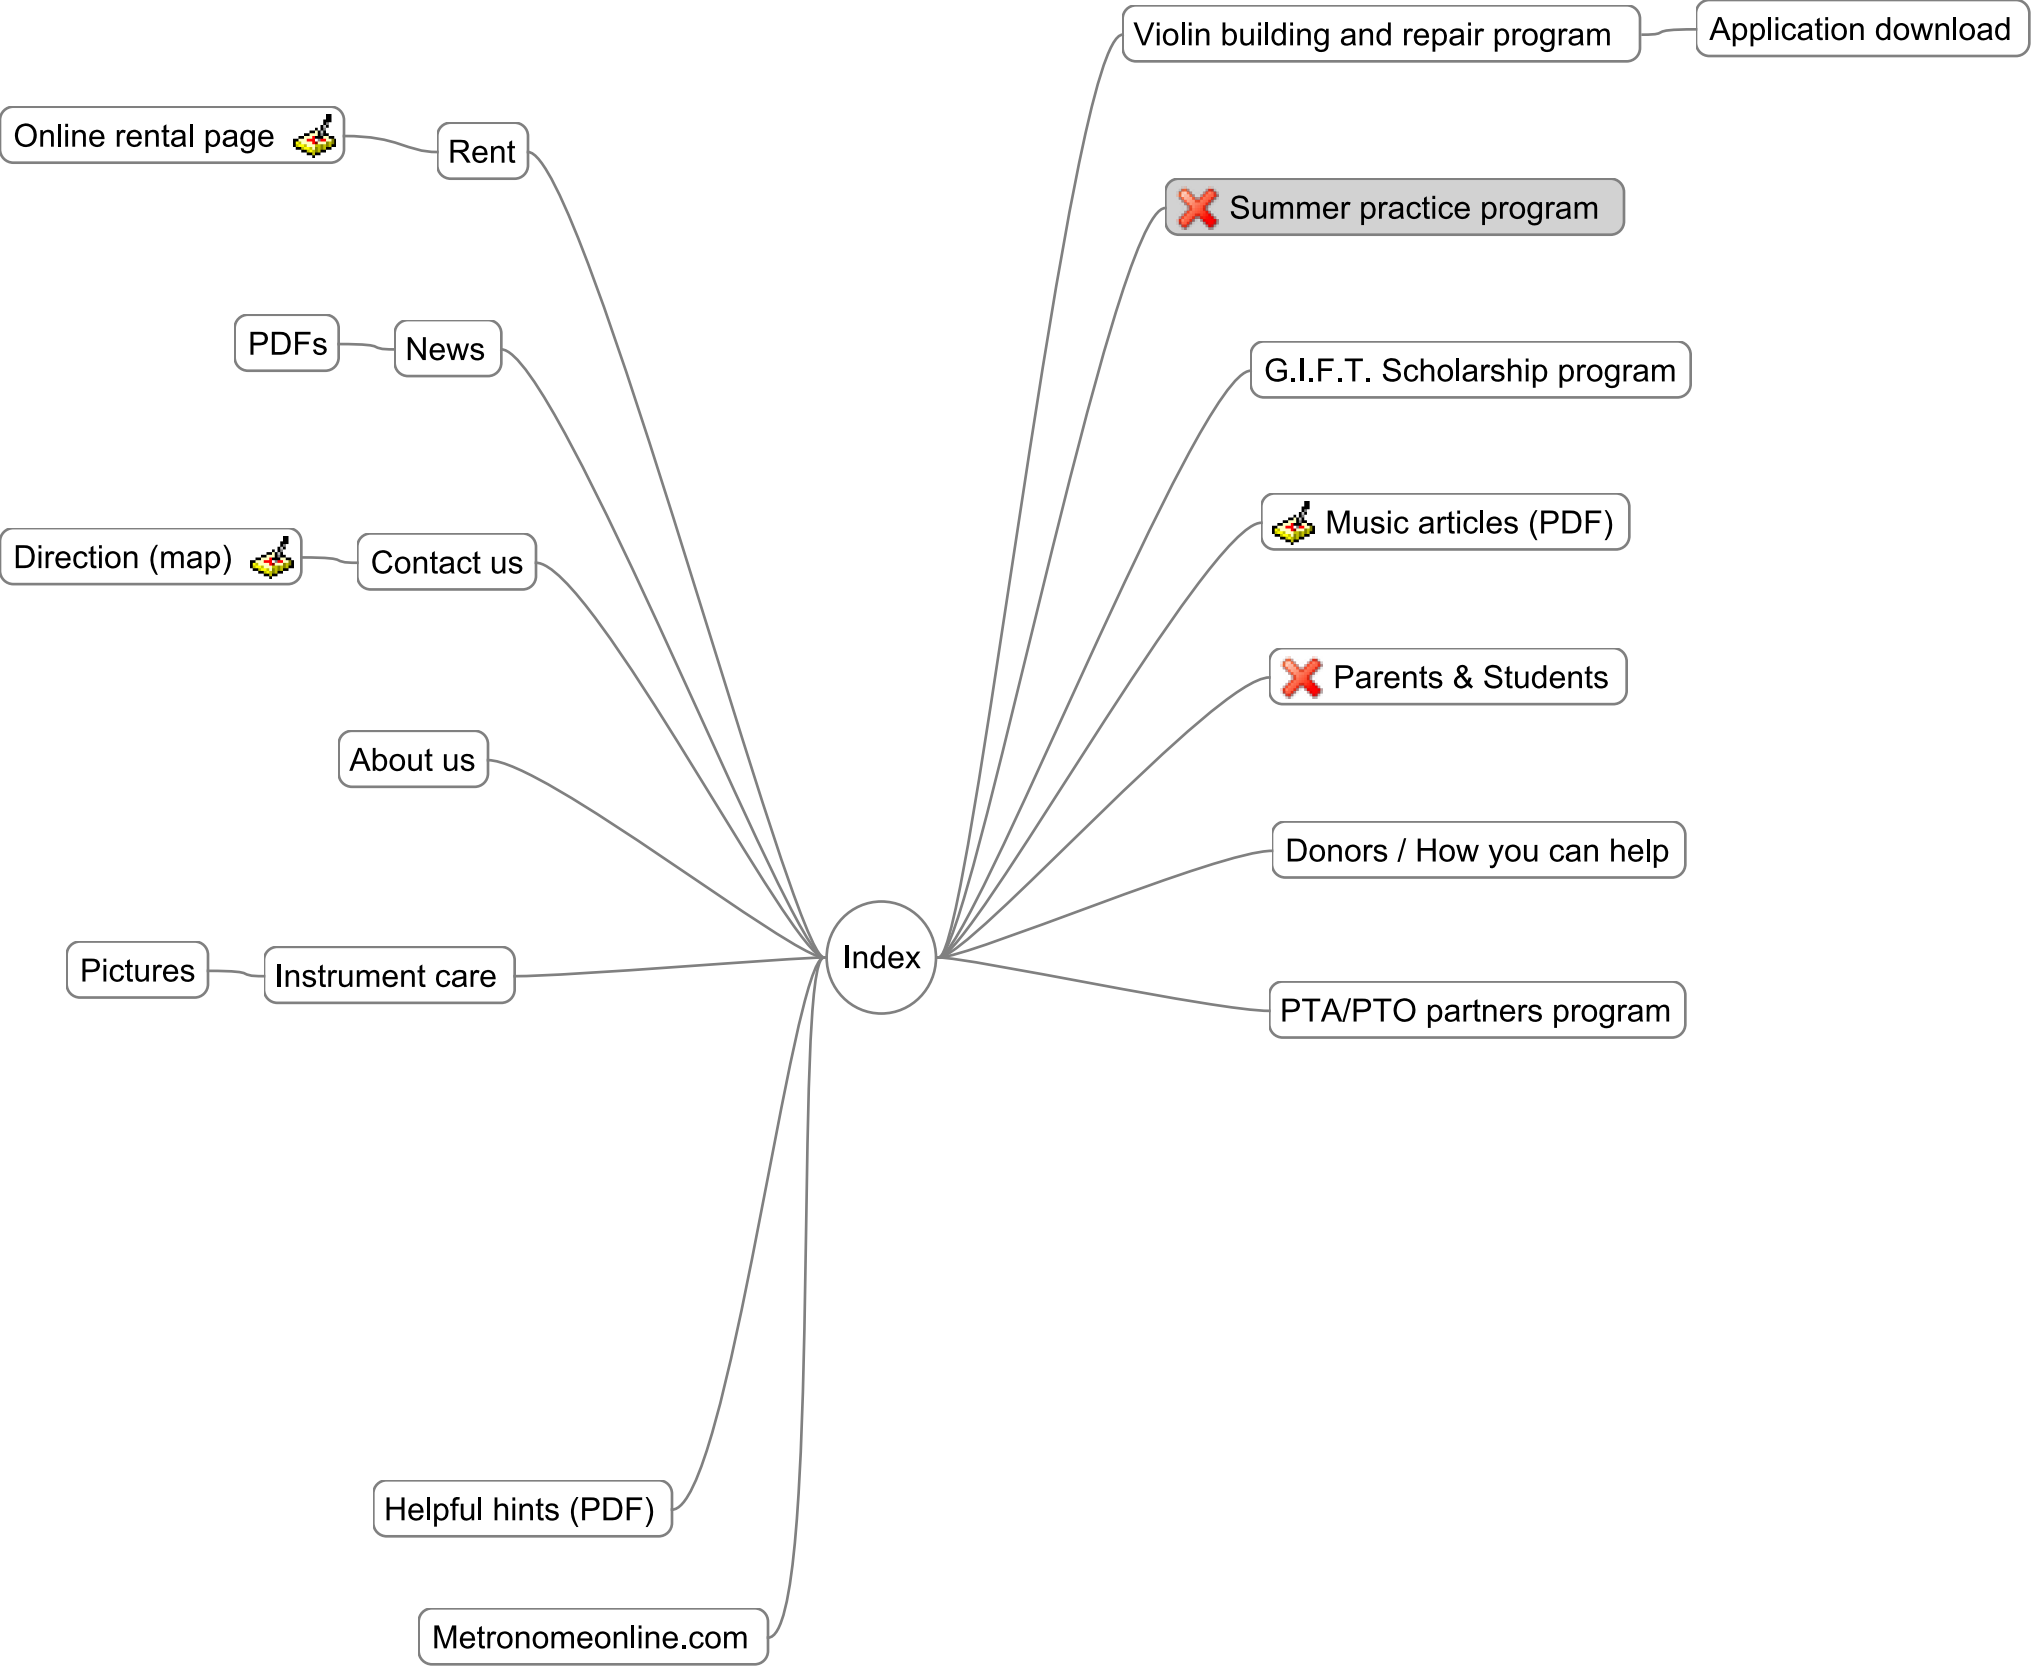 Violin building and repair program
Application download
Online rental page
Rent
Summer practice program
PDFs
News
G.I.F.T. Scholarship program
Music articles (PDF)
Direction (map)
Contact us
Parents & Students
About us
Donors / How you can help
Pictures
Instrument care
Index
PTA/PTO partners program
Helpful hints (PDF)
Metronomeonline.com